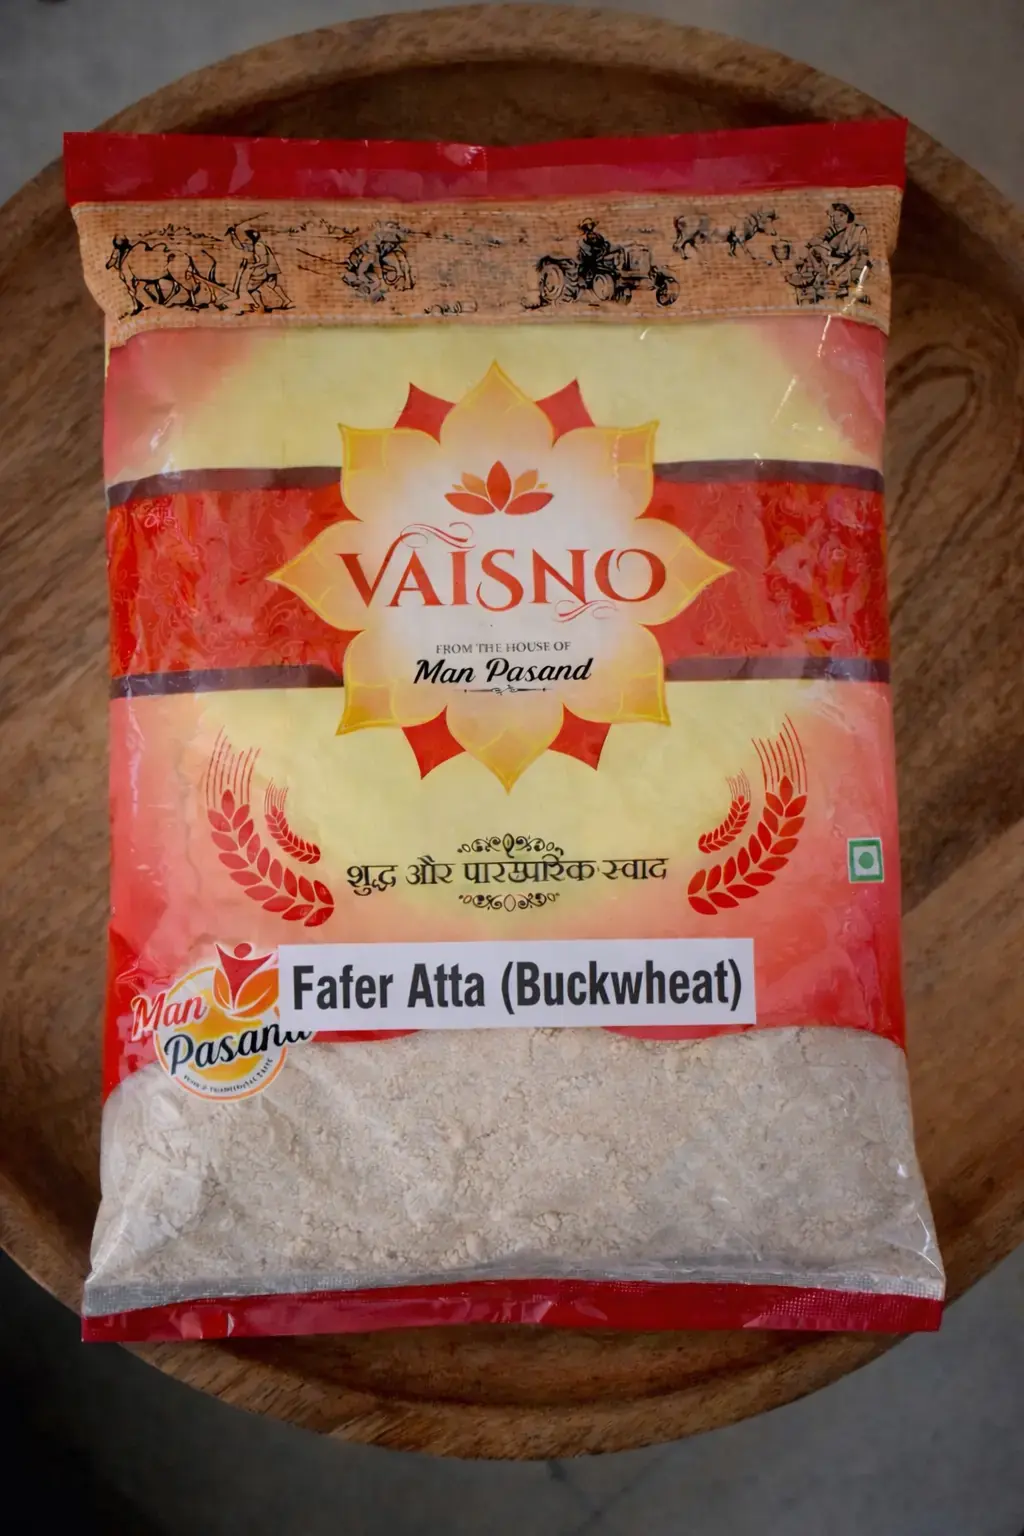 VAISNO
FROM THE HOUSE OF
Man Pasand
शुद्ध और पारम्परिक स्वाद
Fafer Atta (Buckwheat)
Man
Pasand